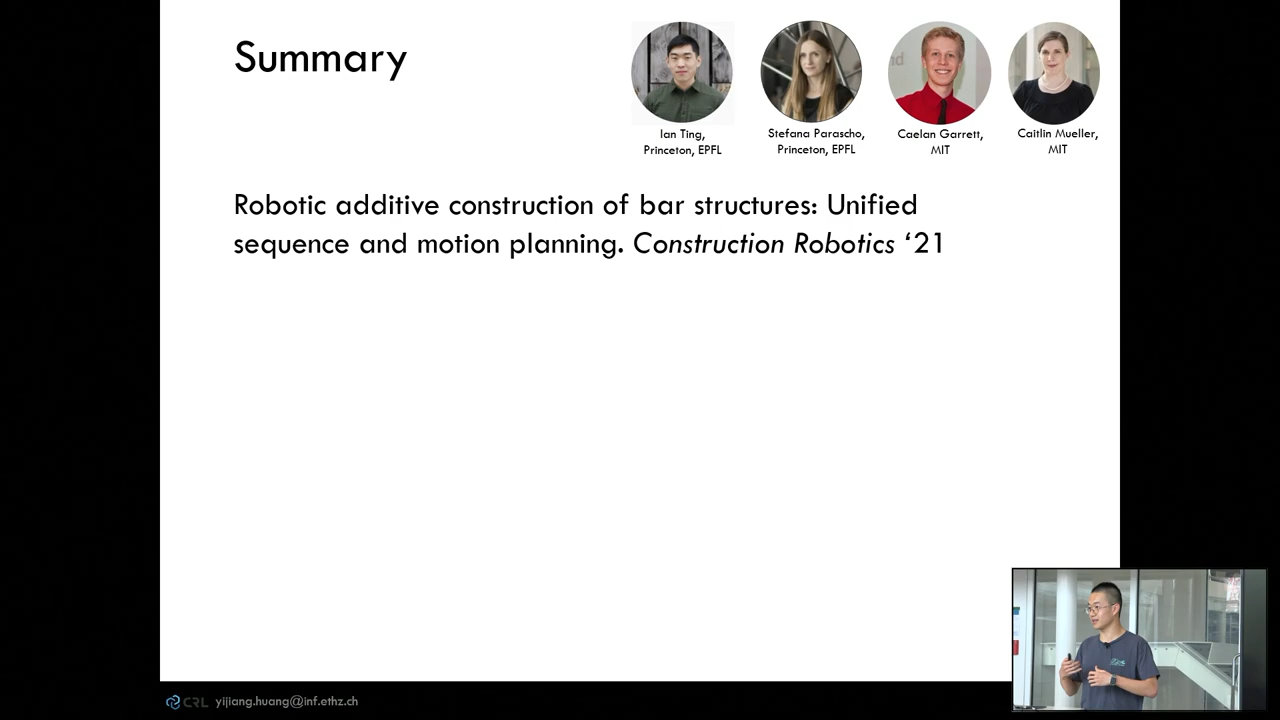 Summary
Ian Ting,
Princeton, EPFL
Stefana Parascho,
Princeton, EPFL
Caelan Garrett,
MIT
Caitlin Mueller,
MIT
Robotic additive construction of bar structures: Unified
sequence and motion planning. Construction Robotics ‘21
CRL yijiang.huang@inf.ethz.ch